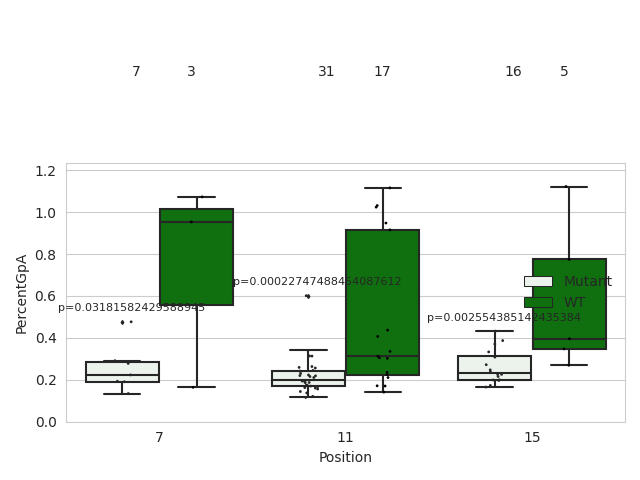 7 3 31 17 16 5
1.2
1.0
0.8
0.6
0.4
0.2
0.0
PercentGpA
p=0.03181582429588945
p=0.00022747488454087612
p=0.002554385142435384
Mutant
WT
7 11 15
Position